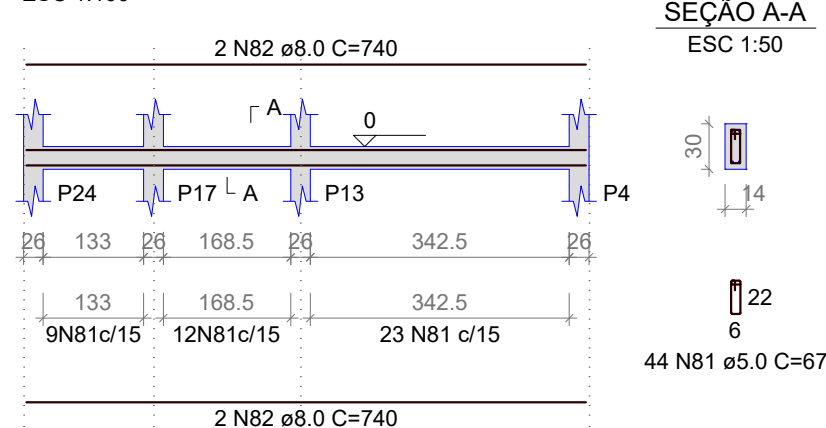 SEÇÃO A-A
ESC 1:50
2 N82 ø8.0 C=740
A
0
30
P24
P17
A
P13
P4
14
26
133
26
168.5
26
342.5
26
133
168.5
342.5
22
9N81c/15
12N81c/15
23 N81 c/15
6
44 N81 ø5.0 C=67
2 N82 ø8.0 C=740